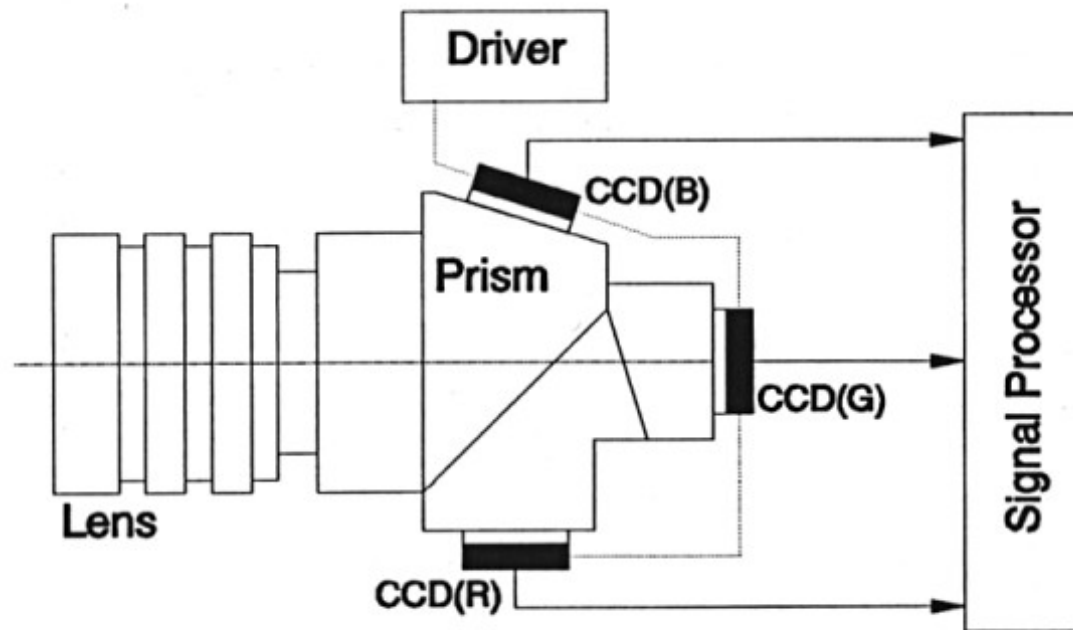 Driver
CCD(B)
Prism
CCD(G)
Lens
CCD(R)
Signal Processor